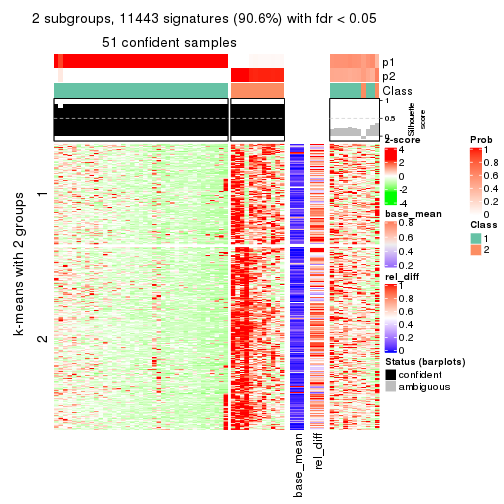 2 subgroups, 11443 signatures (90.6%) with fdr < 0.05
51 confident samples
p1
p2
Class
1
0.5
0
Silhouette
score
k-means with 2 groups
1
2
base_mean
rel_diff
z-score
4
2
0
-2
-4
base_mean
0.8
0.6
0.4
0.2
rel_diff
1
0.8
0.6
0.4
0.2
0
Status (barplots)
confident
ambiguous
Prob
1
0.8
0.6
0.4
0.2
0
Class
1
2